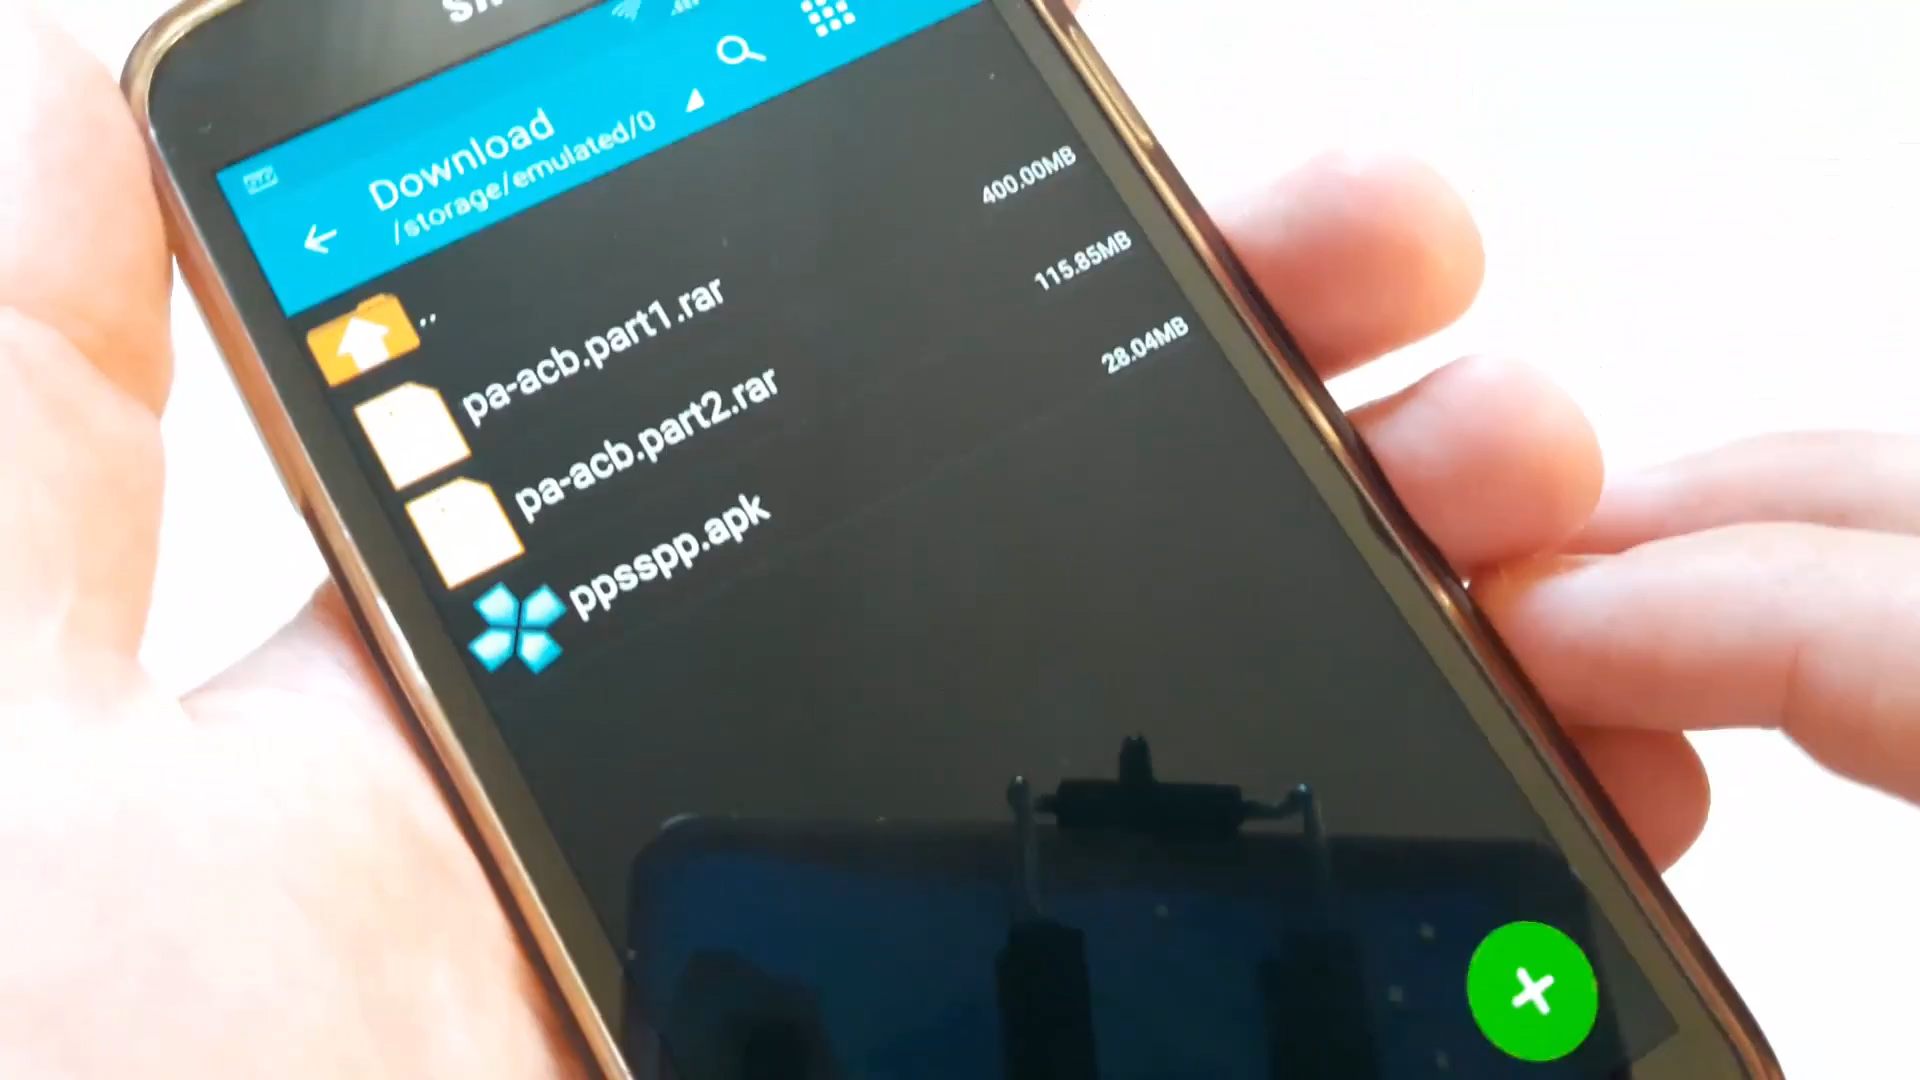 Download
/storage/emulated/0
..
pa-acb.part1.rar
400.00MB
pa-acb.part2.rar
115.85MB
ppsspp.apk
28.04MB